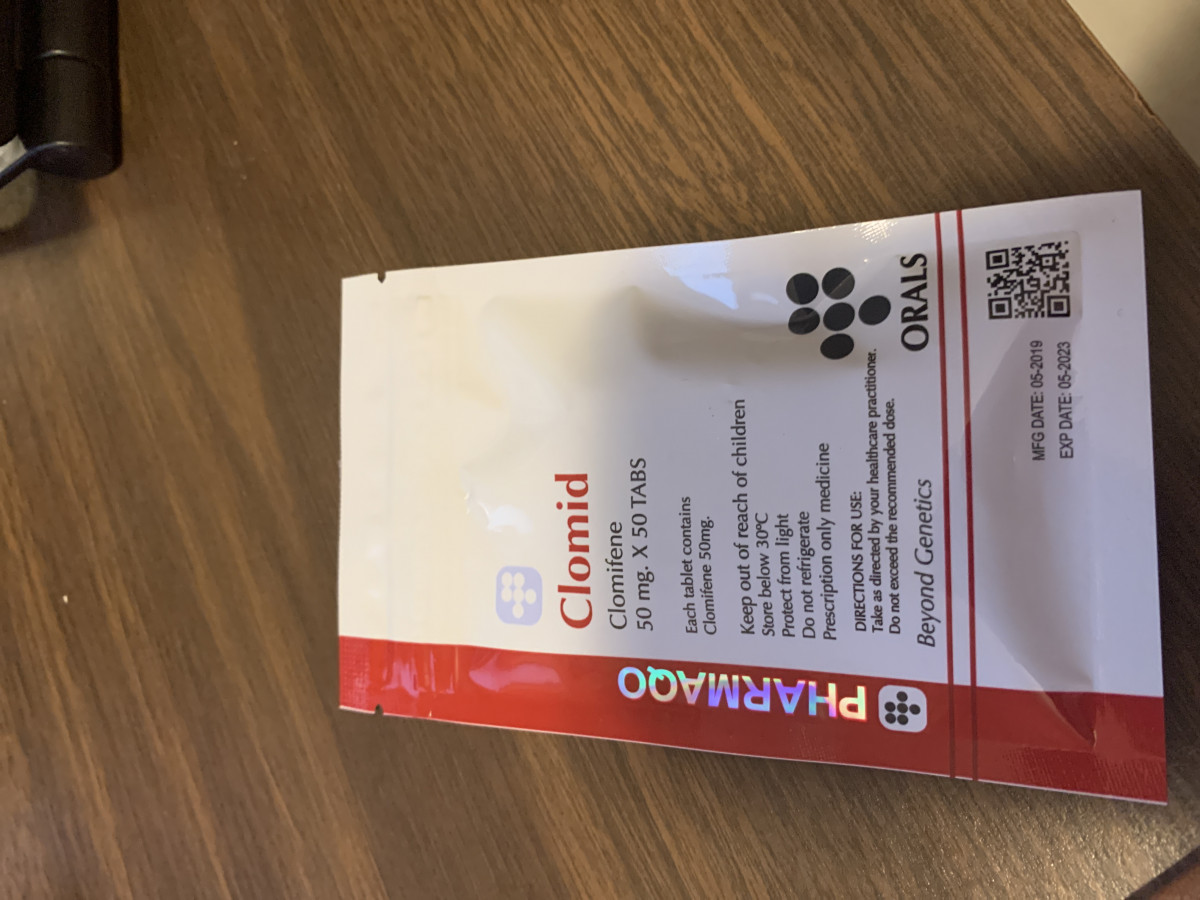 Clomid
Clomifene
50 mg. X 50 TABS
Each tablet contains
Clomifene 50mg.
Keep out of reach of children
Store below 30ºC
Protect from light
Do not refrigerate
Prescription only medicine
DIRECTIONS FOR USE:
Take as directed by your healthcare practitioner.
Do not exceed the recommended dose.
Beyond Genetics
ORALS
PHARMAQO
MFG DATE: 05-2019
EXP DATE: 05-2023